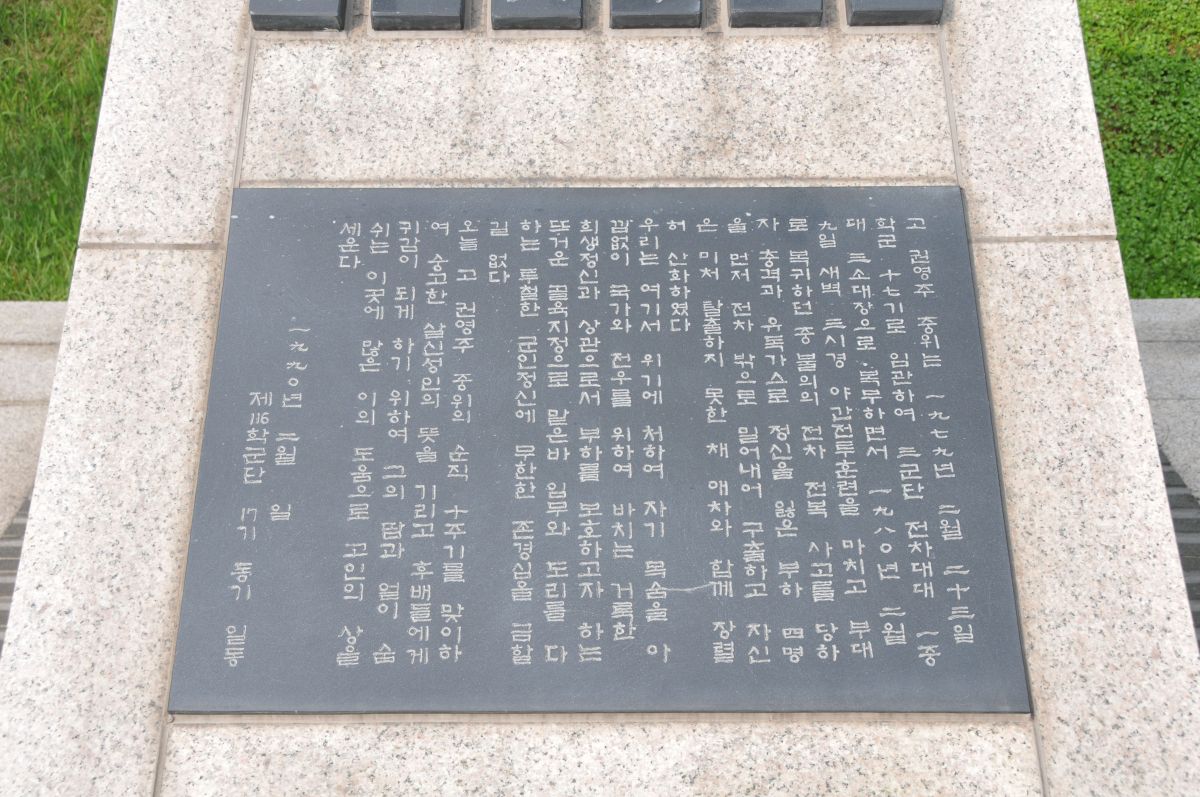 고 권영주 중위는 一九七九년 二월 二十三일
학군 十七기로 임관하여 三군단 전차대대 一중
대 三소대장으로 복무하면서 一九八0년 二월
九일 새벽 三시경 야간전투훈련을 마치고 부대
로 복귀하던 중 불의의 전차 전복 사고를 당하
자 충격과 유독가스로 정신을 잃은 부하 四명
을 먼저 전차 밖으로 밀어내어 구출하고 자신
은 미처 탈출하지 못한 채 애차와 함께 장렬
허 산화하였다
우리는 여기서 위기에 처하여 자기 목숨을 아
낌없이 국가와 전우를 위하여 바치는 거룩한
희생정신과 상관으로서 부하를 보호하고자 하는
뜨거운 골육지정으로 맡은바 임무와 도리를 다
하는 투철한 군인정신에 무한한 존경심을 금할
길 없다
오늘 고 권영주 중위의 순직 十주기를 맞이하
여 숭고한 살신성인의 뜻을 기리고 후배들에게
귀감이 되게 하기 위하여 그의 탑과 얼이 숨
쉬는 이곳에 많은 이의 도움으로 고인의 상을
세운다
一九九0년 二월 일
제116학군단 17기 동기 일동